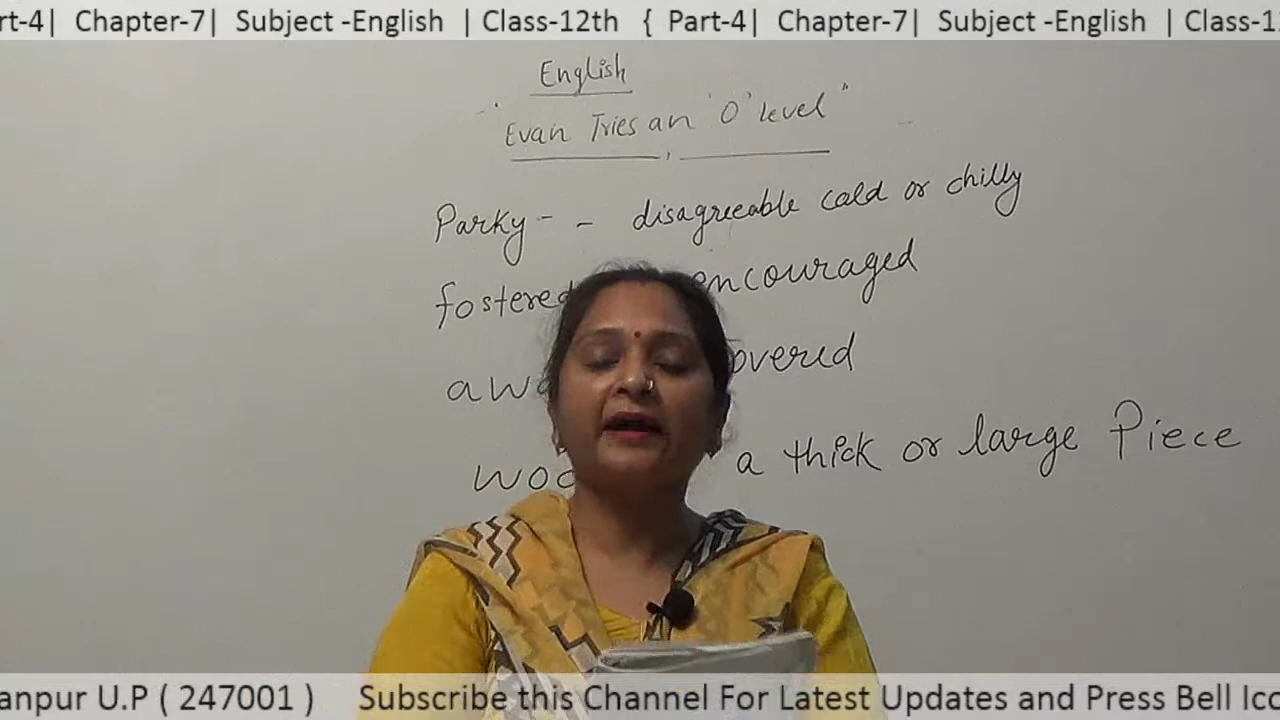 rt-4| Chapter-7| Subject -English | Class-12th { Part-4| Chapter-7| Subject -English | Class-1
English
Evan Tries an 'O' level"
Parky - - disagreeable cold or chilly
fostered encouraged
overed
a thick or large Piece
anpur U.P ( 247001 ) Subscribe this Channel For Latest Updates and Press Bell Ico